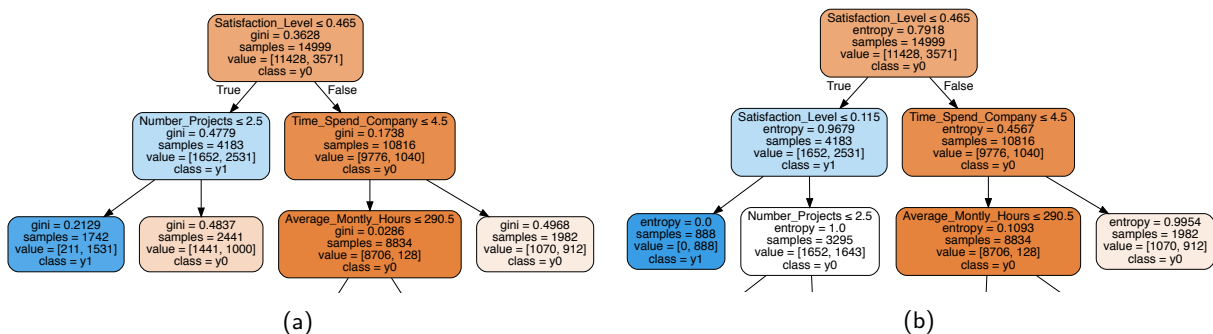 Satisfaction_Level ≤ 0.465
gini = 0.3628
samples = 14999
value = [11428, 3571]
class = y0
True
False
Number_Projects ≤ 2.5
gini = 0.4779
samples = 4183
value = [1652, 2531]
class = y1
Time_Spend_Company ≤ 4.5
gini = 0.1738
samples = 10816
value = [9776, 1040]
class = y0
gini = 0.2129
samples = 1742
value = [211, 1531]
class = y1
gini = 0.4837
samples = 2441
value = [1441, 1000]
class = y0
Average_Montly_Hours ≤ 290.5
gini = 0.0286
samples = 8834
value = [8706, 128]
class = y0
gini = 0.4968
samples = 1982
value = [1070, 912]
class = y0
(a)
Satisfaction_Level ≤ 0.465
entropy = 0.7918
samples = 14999
value = [11428, 3571]
class = y0
True
False
Satisfaction_Level ≤ 0.115
entropy = 0.9679
samples = 4183
value = [1652, 2531]
class = y1
Time_Spend_Company ≤ 4.5
entropy = 0.4567
samples = 10816
value = [9776, 1040]
class = y0
entropy = 0.0
samples = 888
value = [0, 888]
class = y1
Number_Projects ≤ 2.5
entropy = 1.0
samples = 3295
value = [1652, 1643]
class = y0
Average_Montly_Hours ≤ 290.5
entropy = 0.1093
samples = 8834
value = [8706, 128]
class = y0
entropy = 0.9954
samples = 1982
value = [1070, 912]
class = y0
(b)